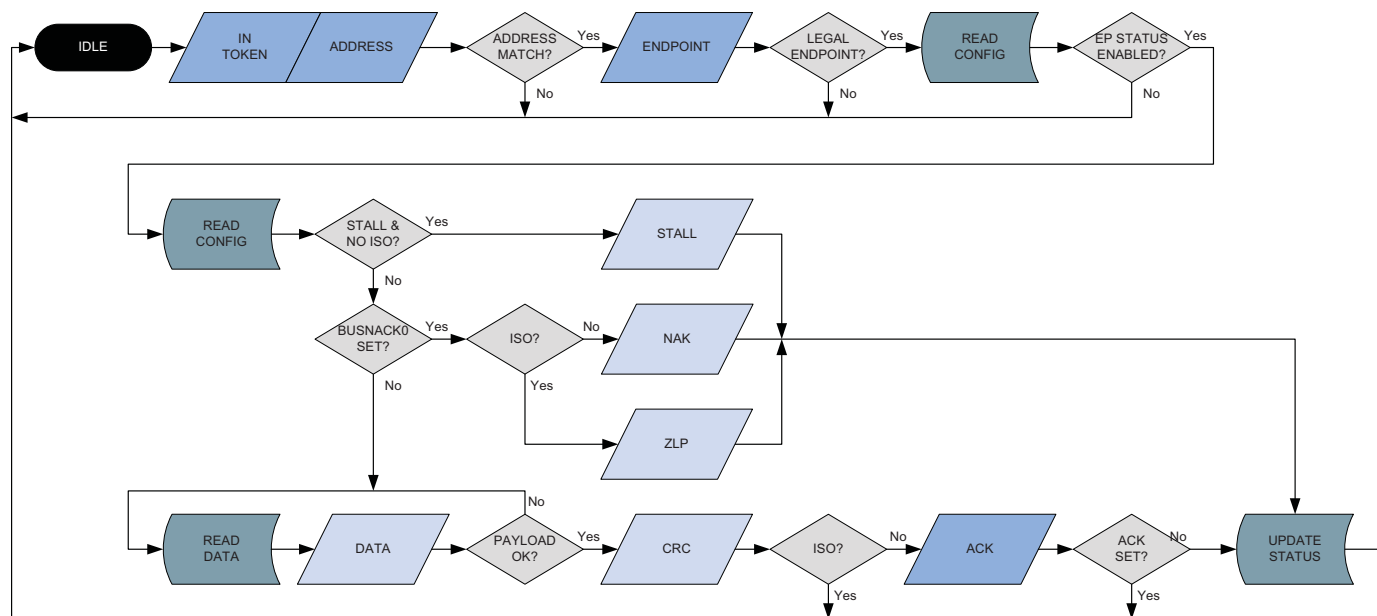 IDLE
IN
TOKEN
ADDRESS
ADDRESS
MATCH?
Yes
No
ENDPOINT
LEGAL
ENDPOINT?
Yes
No
READ
CONFIG
EP STATUS
ENABLED?
Yes
No
READ
CONFIG
STALL &
NO ISO?
Yes
No
STALL
BUSNACK0
SET?
Yes
No
ISO?
No
Yes
NAK
ZLP
READ
DATA
DATA
PAYLOAD
OK?
No
Yes
CRC
ISO?
No
Yes
ACK
ACK
SET?
No
Yes
UPDATE
STATUS